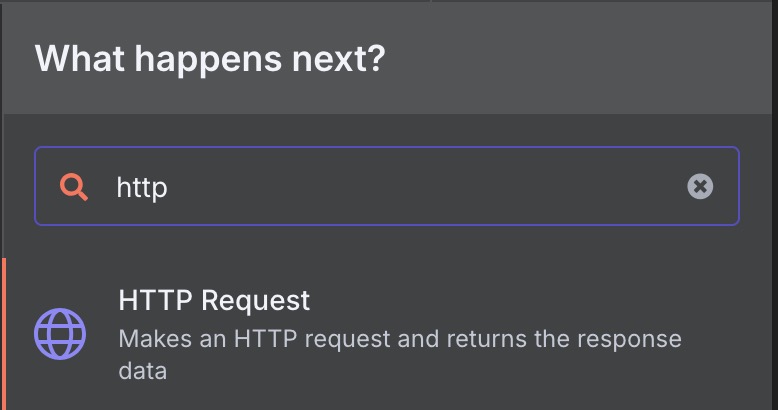 What happens next?
http
HTTP Request
Makes an HTTP request and returns the response
data